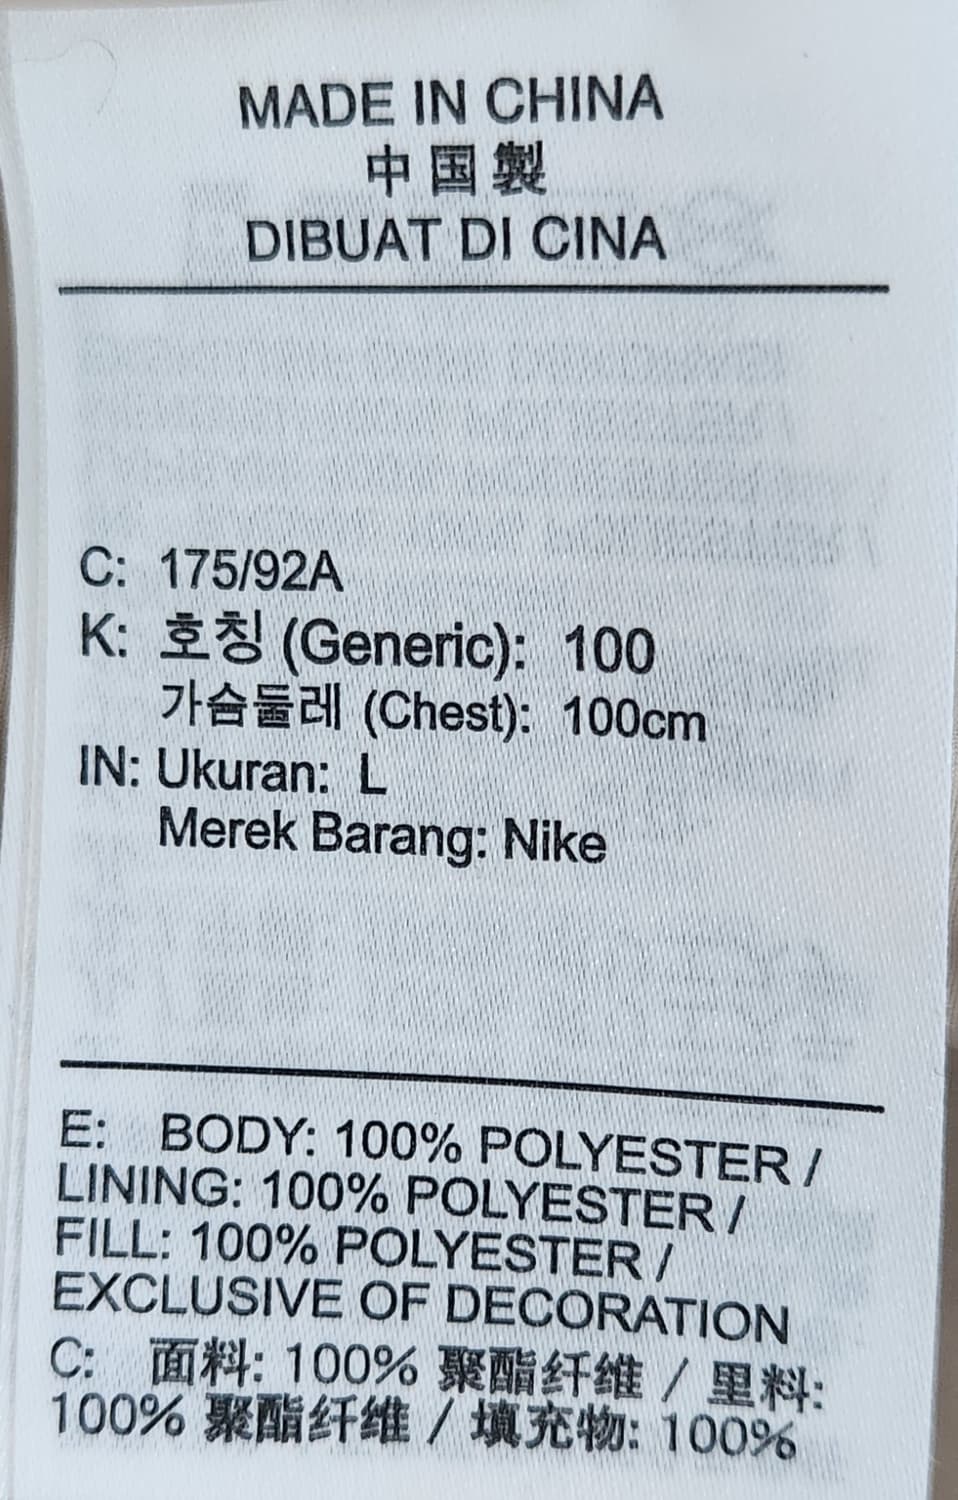 MADE IN CHINA
中国製
DIBUAT DI CINA
C: 175/92A
K: 호칭 (Generic): 100
가슴둘레 (Chest): 100cm
IN: Ukuran: L
Merek Barang: Nike
E: BODY: 100% POLYESTER /
LINING: 100% POLYESTER /
FILL: 100% POLYESTER /
EXCLUSIVE OF DECORATION
C: 面料: 100% 聚酯纤维 / 里料:
100% 聚酯纤维 / 填充物: 100%